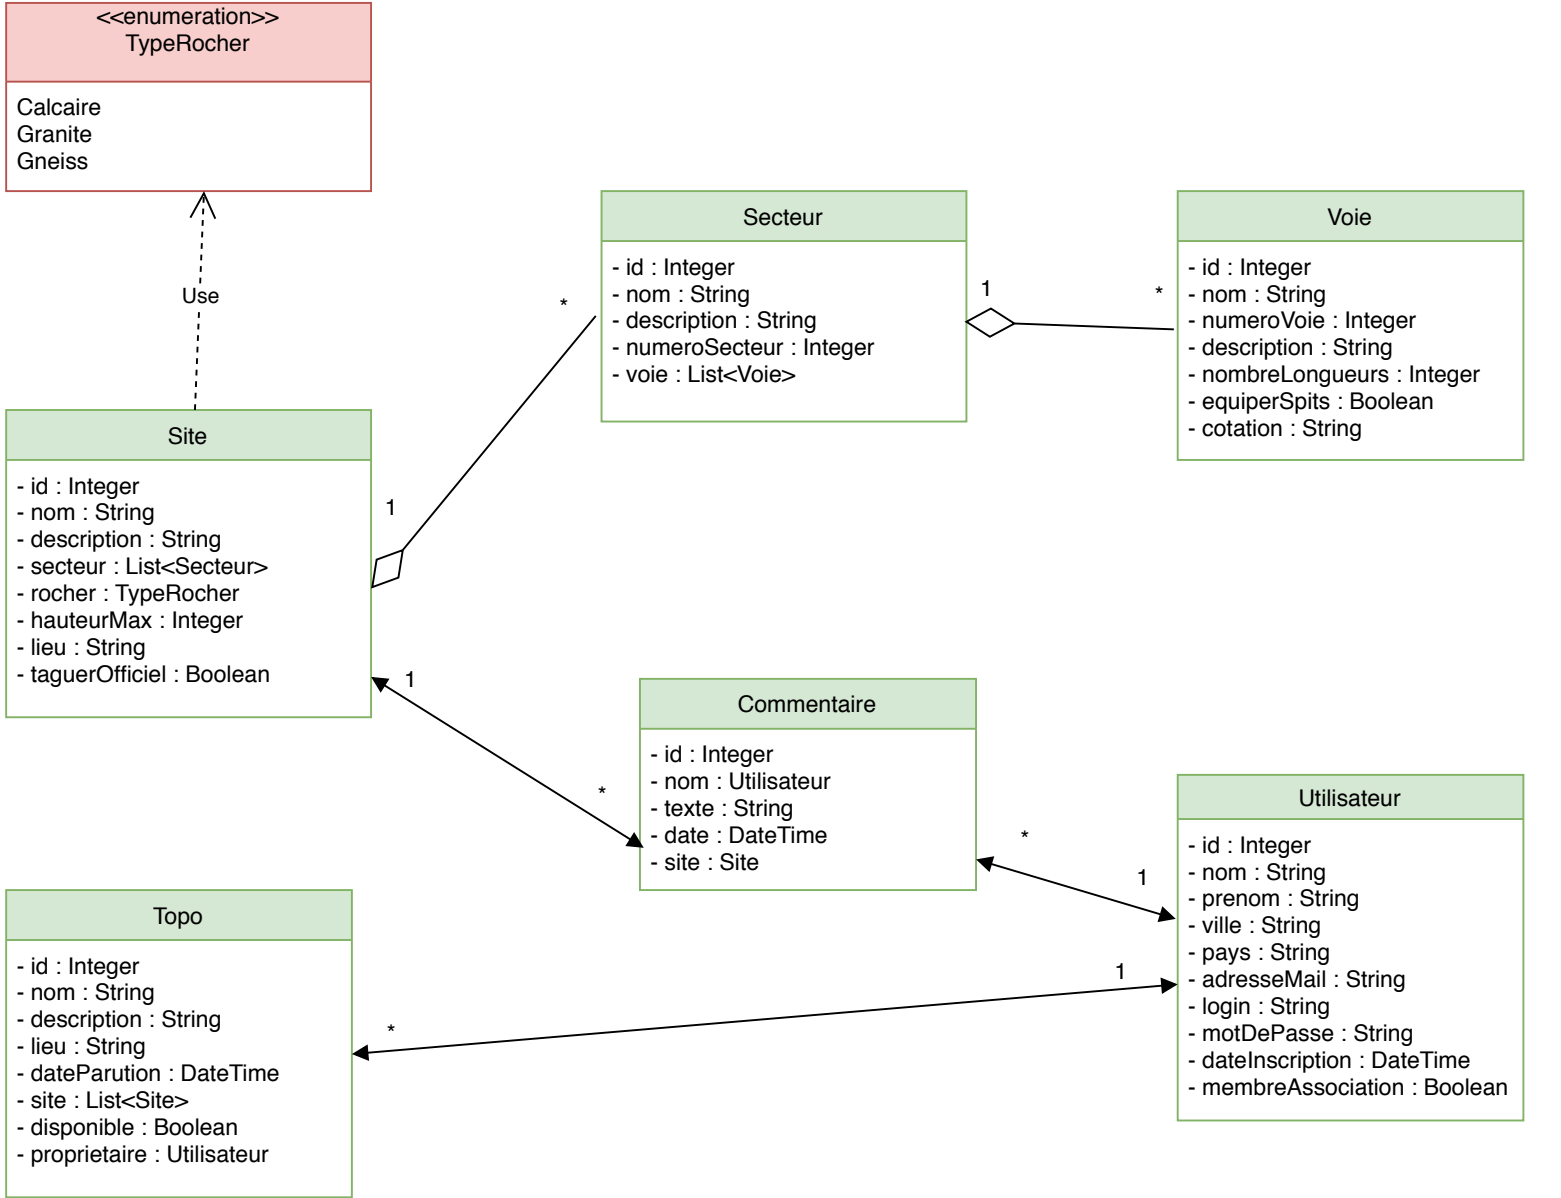 <<enumeration>>
TypeRocher
Calcaire
Granite
Gneiss
Use
Site
- id : Integer
- nom : String
- description : String
- secteur : List<Secteur>
- rocher : TypeRocher
- hauteurMax : Integer
- lieu : String
- taguerOfficiel : Boolean
1
*
Secteur
- id : Integer
- nom : String
- description : String
- numeroSecteur : Integer
- voie : List<Voie>
1
*
Voie
- id : Integer
- nom : String
- numeroVoie : Integer
- description : String
- nombreLongueurs : Integer
- equiperSpits : Boolean
- cotation : String
1
*
Commentaire
- id : Integer
- nom : Utilisateur
- texte : String
- date : DateTime
- site : Site
*
1
Utilisateur
- id : Integer
- nom : String
- prenom : String
- ville : String
- pays : String
- adresseMail : String
- login : String
- motDePasse : String
- dateInscription : DateTime
- membreAssociation : Boolean
1
*
Topo
- id : Integer
- nom : String
- description : String
- lieu : String
- dateParution : DateTime
- site : List<Site>
- disponible : Boolean
- proprietaire : Utilisateur